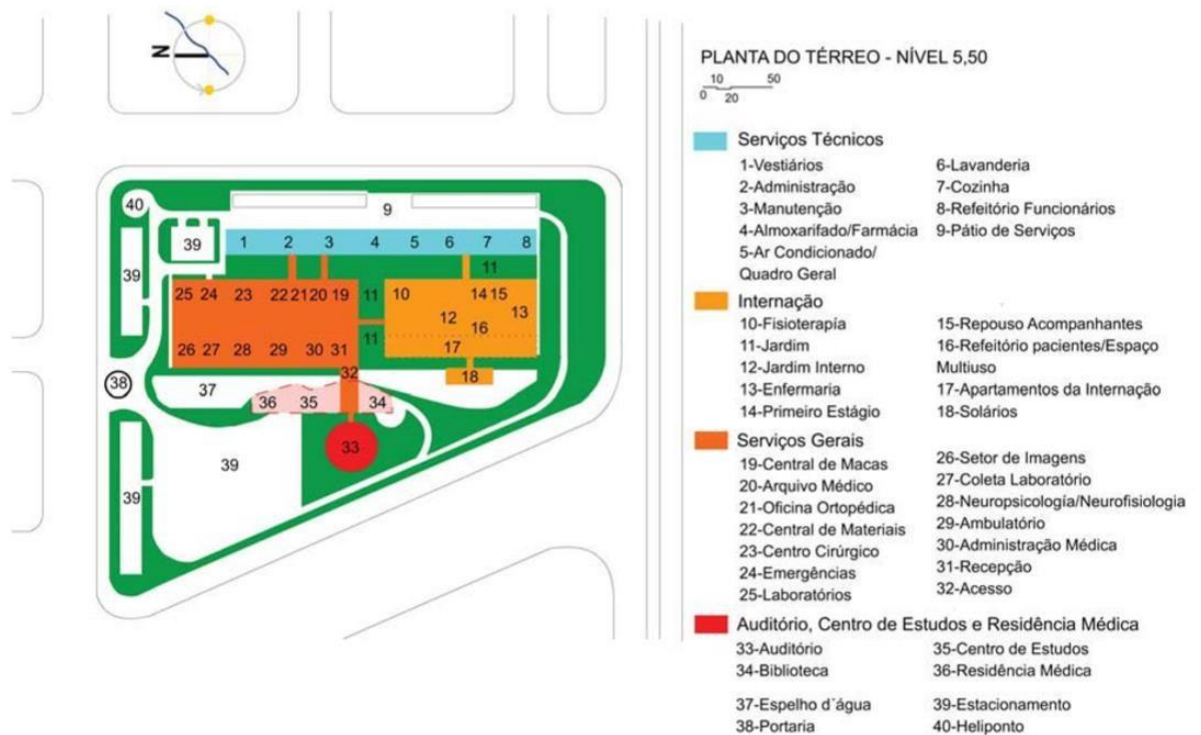 N
PLANTA DO TÉRREO - NÍVEL 5,50
10 50
0 20
Serviços Técnicos
1-Vestiários
2-Administração
3-Manutenção
4-Almoxarifado/Farmácia
5-Ar Condicionado/
Quadro Geral
6-Lavanderia
7-Cozinha
8-Refeitório Funcionários
9-Pátio de Serviços
Internação
10-Fisioterapía
11-Jardim
12-Jardim Interno
13-Enfermaria
14-Primeiro Estágio
15-Repouso Acompanhantes
16-Refeitório pacientes/Espaço
Multiuso
17-Apartamentos da Internação
18-Solários
Serviços Gerais
19-Central de Macas
20-Arquivo Médico
21-Oficina Ortopédica
22-Central de Materiais
23-Centro Cirúrgico
24-Emergências
25-Laboratórios
26-Setor de Imagens
27-Coleta Laboratório
28-Neuropsicología/Neurofisiologia
29-Ambulatório
30-Administração Médica
31-Recepção
32-Acesso
Auditório, Centro de Estudos e Residência Médica
33-Auditório
34-Biblioteca
35-Centro de Estudos
36-Residência Médica
37-Espelho d´água
38-Portaria
39-Estacionamento
40-Heliponto
40
9
39
1 2 3 4 5 6 7 8
39
11
25 24 23 22 21 20 19 11 10 14 15
13
12
16
11
26 27 28 29 30 31 17
32
18
38
37
36 35 34
33
39
39